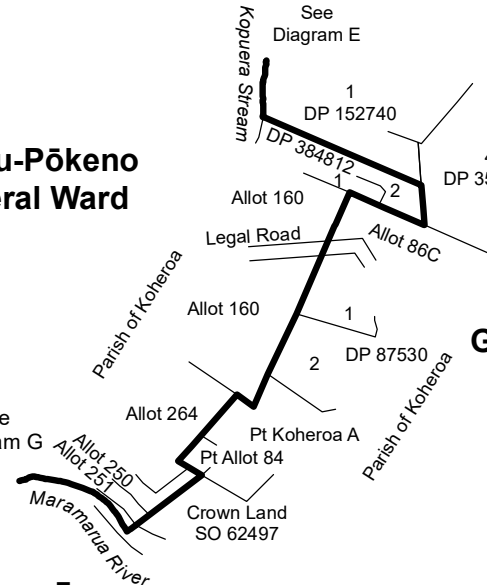 See
Diagram E
Kopuera Stream
1
DP 152740
DP 384812
u-Pōkeno
eral Ward
1
2
DP 35
Allot 160
Allot 86C
Legal Road
Parish of Koheroa
Allot 160
1
G
2
DP 87530
Parish of Koheroa
Allot 264
Pt Koheroa A
e
am G
Allot 250
Pt Allot 84
Allot 251
Crown Land
SO 62497
Maramarua River